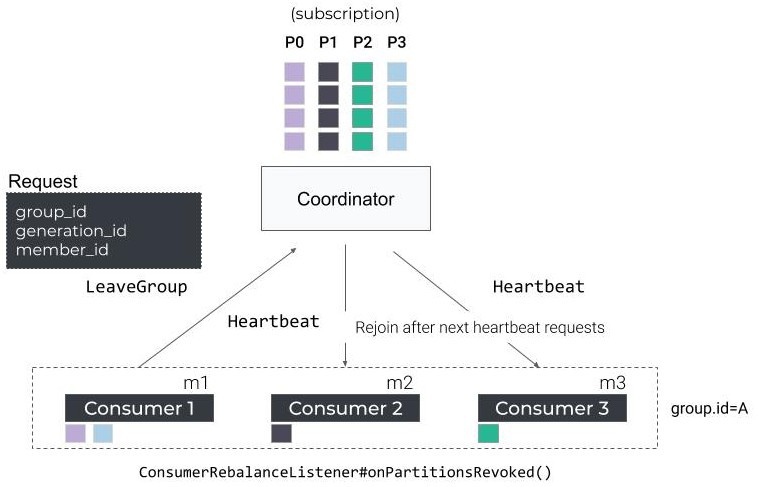 (subscription)
P0 P1 P2 P3
Coordinator
Request
group_id
generation_id
member_id
LeaveGroup
Heartbeat
Heartbeat
Rejoin after next heartbeat requests
m1 m2 m3
Consumer 1 Consumer 2 Consumer 3
group.id=A
ConsumerRebalanceListener#onPartitionsRevoked()